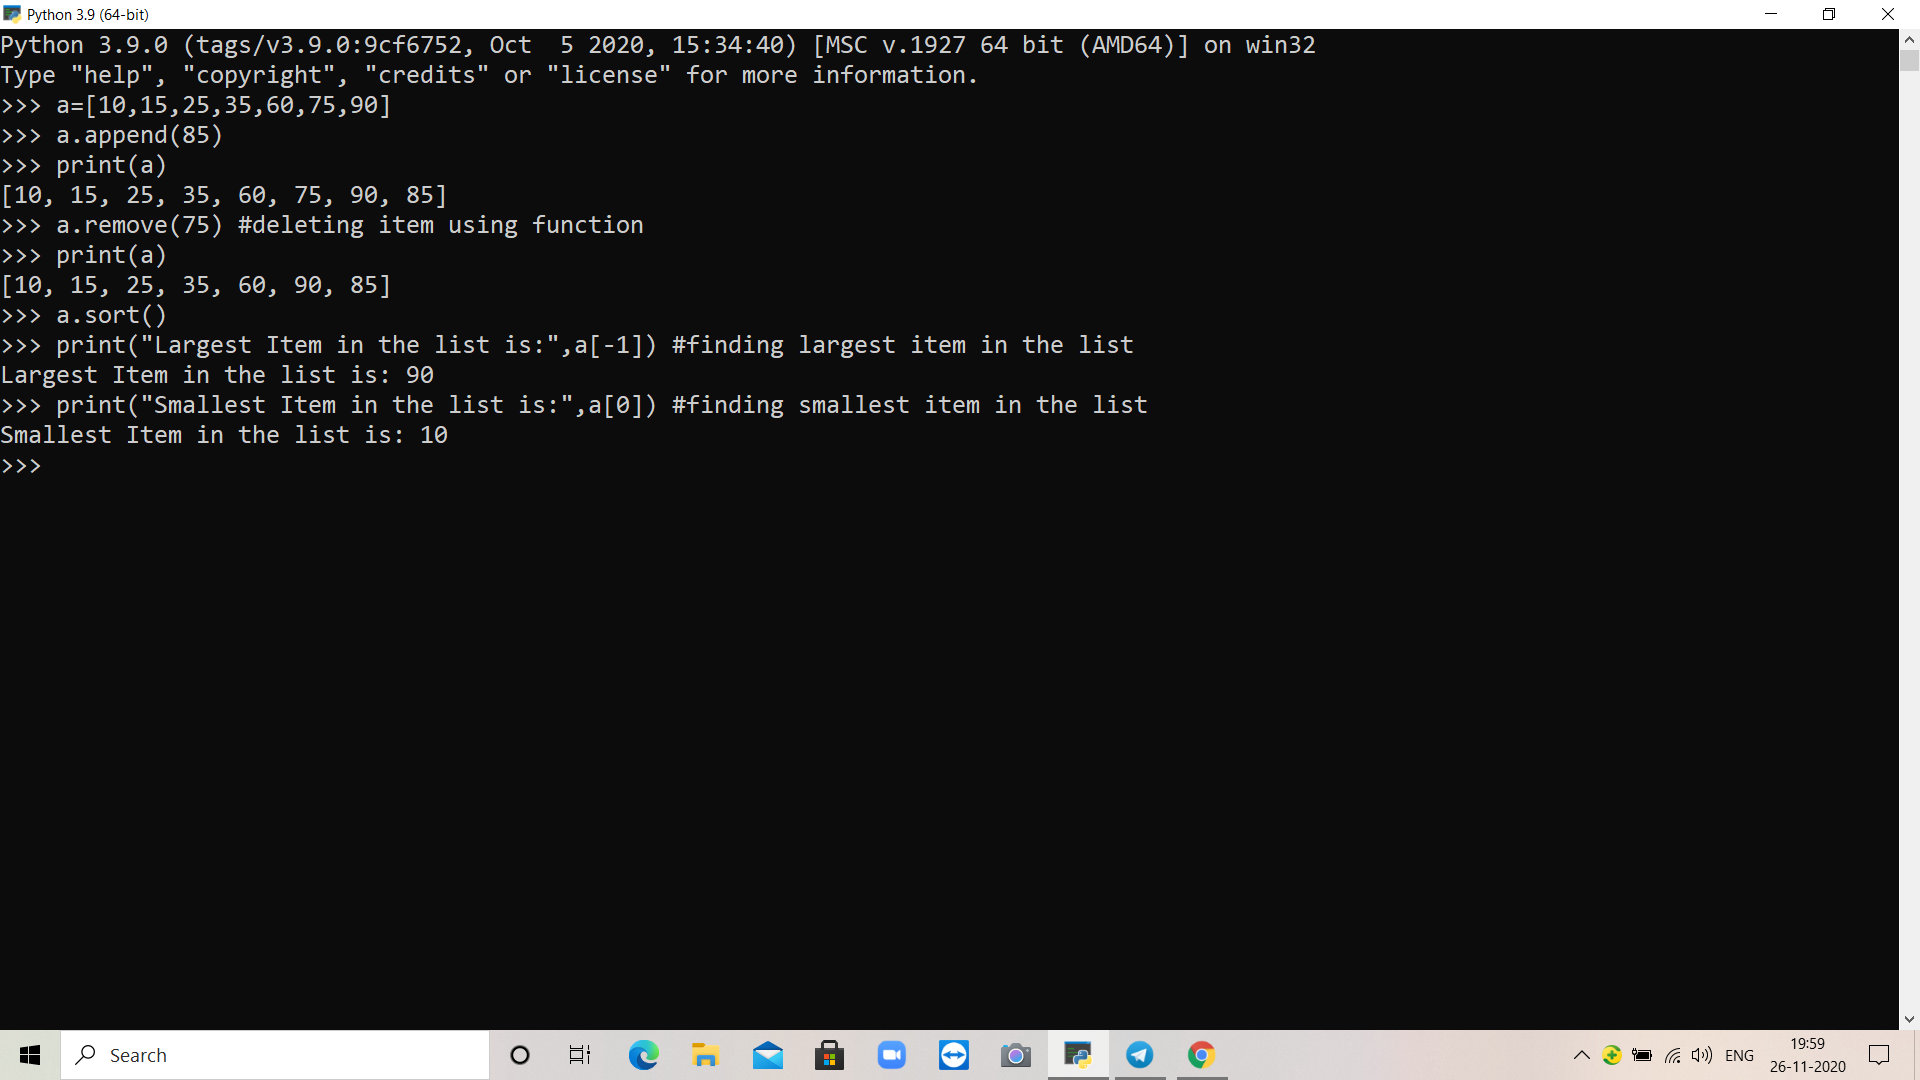 Python 3.9 (64-bit)
Python 3.9.0 (tags/v3.9.0:9cf6752, Oct  5 2020, 15:34:40) [MSC v.1927 64 bit (AMD64)] on win32
Type "help", "copyright", "credits" or "license" for more information.
>>> a=[10,15,25,35,60,75,90]
>>> a.append(85)
>>> print(a)
[10, 15, 25, 35, 60, 75, 90, 85]
>>> a.remove(75) #deleting item using function
>>> print(a)
[10, 15, 25, 35, 60, 90, 85]
>>> a.sort()
>>> print("Largest Item in the list is:",a[-1]) #finding largest item in the list
Largest Item in the list is: 90
>>> print("Smallest Item in the list is:",a[0]) #finding smallest item in the list
Smallest Item in the list is: 10
>>>
Search
ENG
19:59
26-11-2020